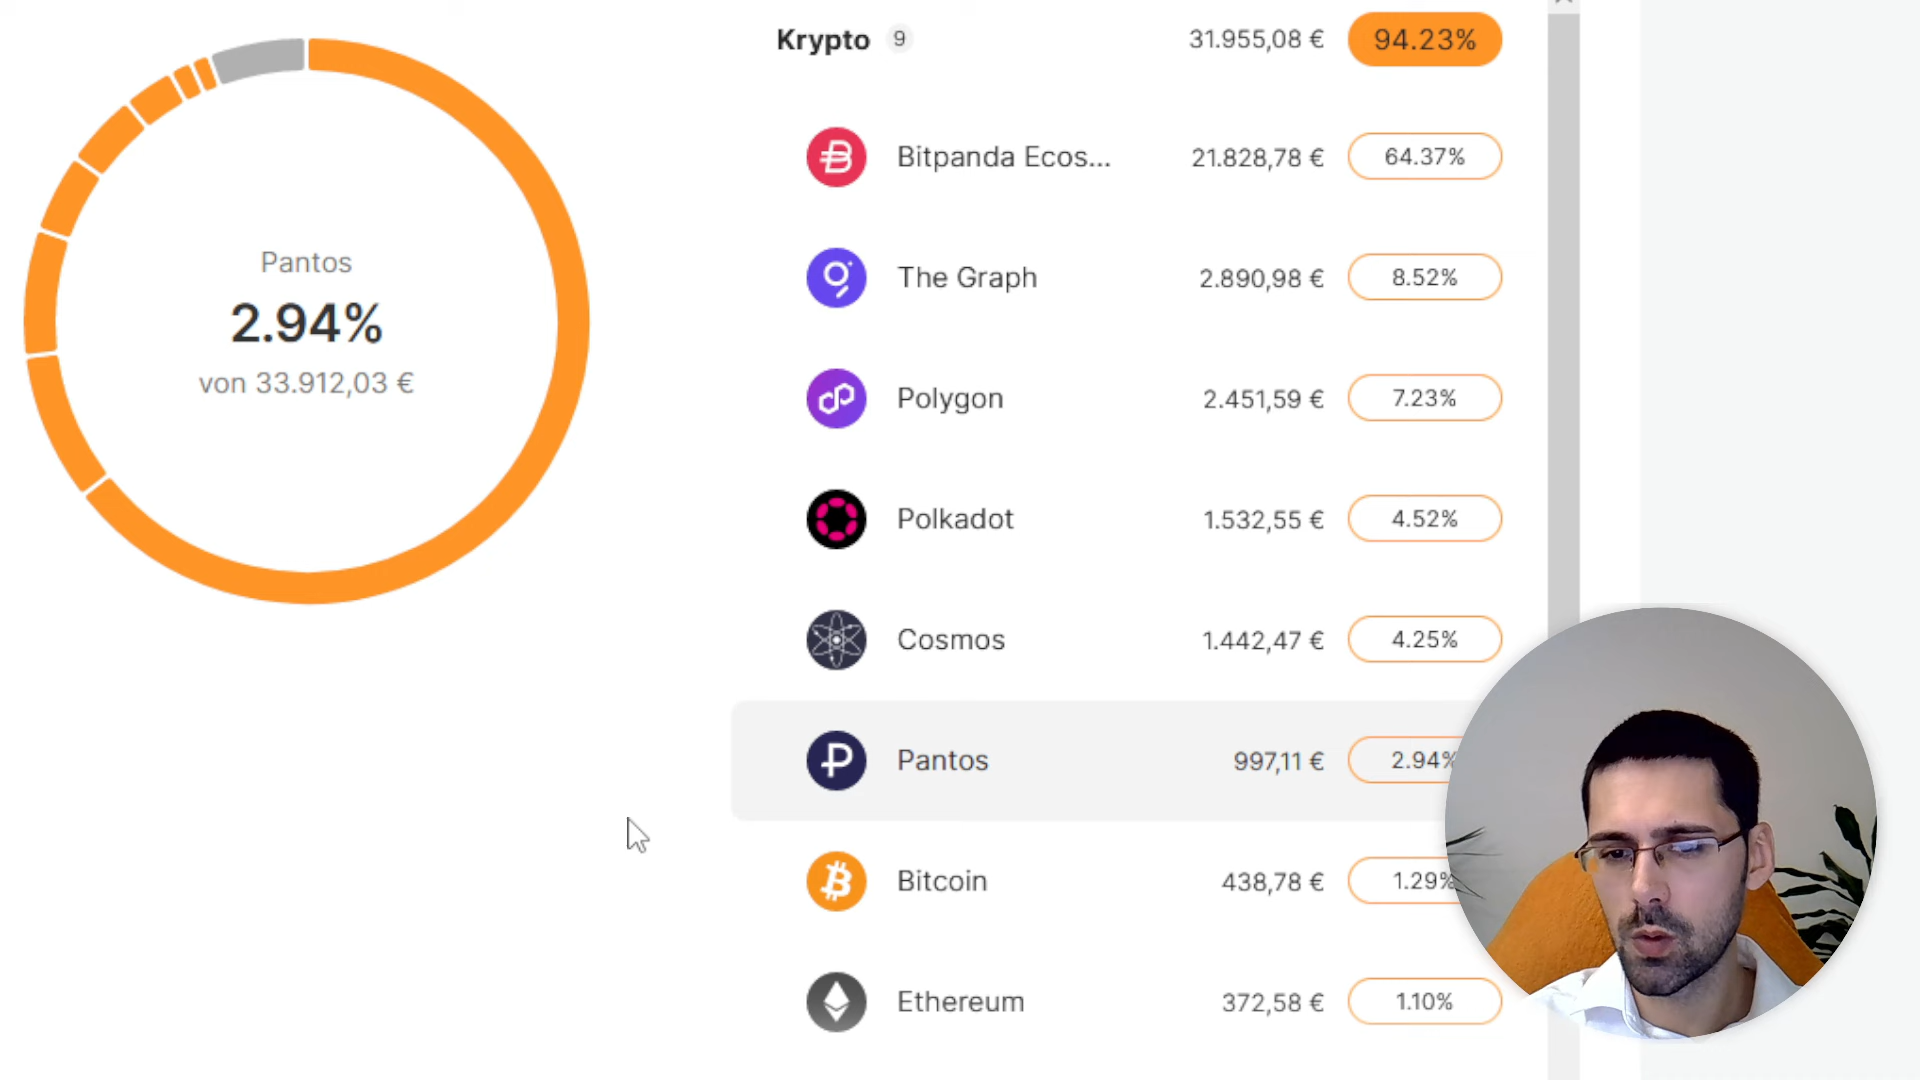 Pantos
2.94%
von 33.912,03 €
Krypto 9 31.955,08 € 94.23%
Bitpanda Ecos... 21.828,78 € 64.37%
The Graph 2.890,98 € 8.52%
Polygon 2.451,59 € 7.23%
Polkadot 1.532,55 € 4.52%
Cosmos 1.442,47 € 4.25%
Pantos 997,11 € 2.94%
Bitcoin 438,78 € 1.29%
Ethereum 372,58 € 1.10%